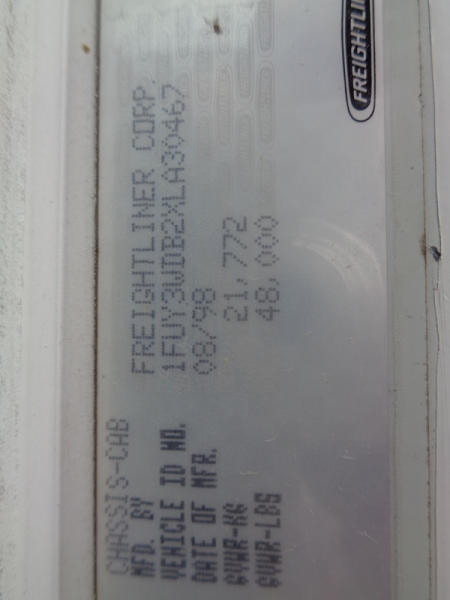 FREIGHTLINER
CHASSIS-CAB
MFD. BY FREIGHTLINER CORP.
VEHICLE ID NO. 1FUY3WDB2XLA30467
DATE OF MFR. 08/98
GVWR-KG 21,772
GVWR-LBS 48,000